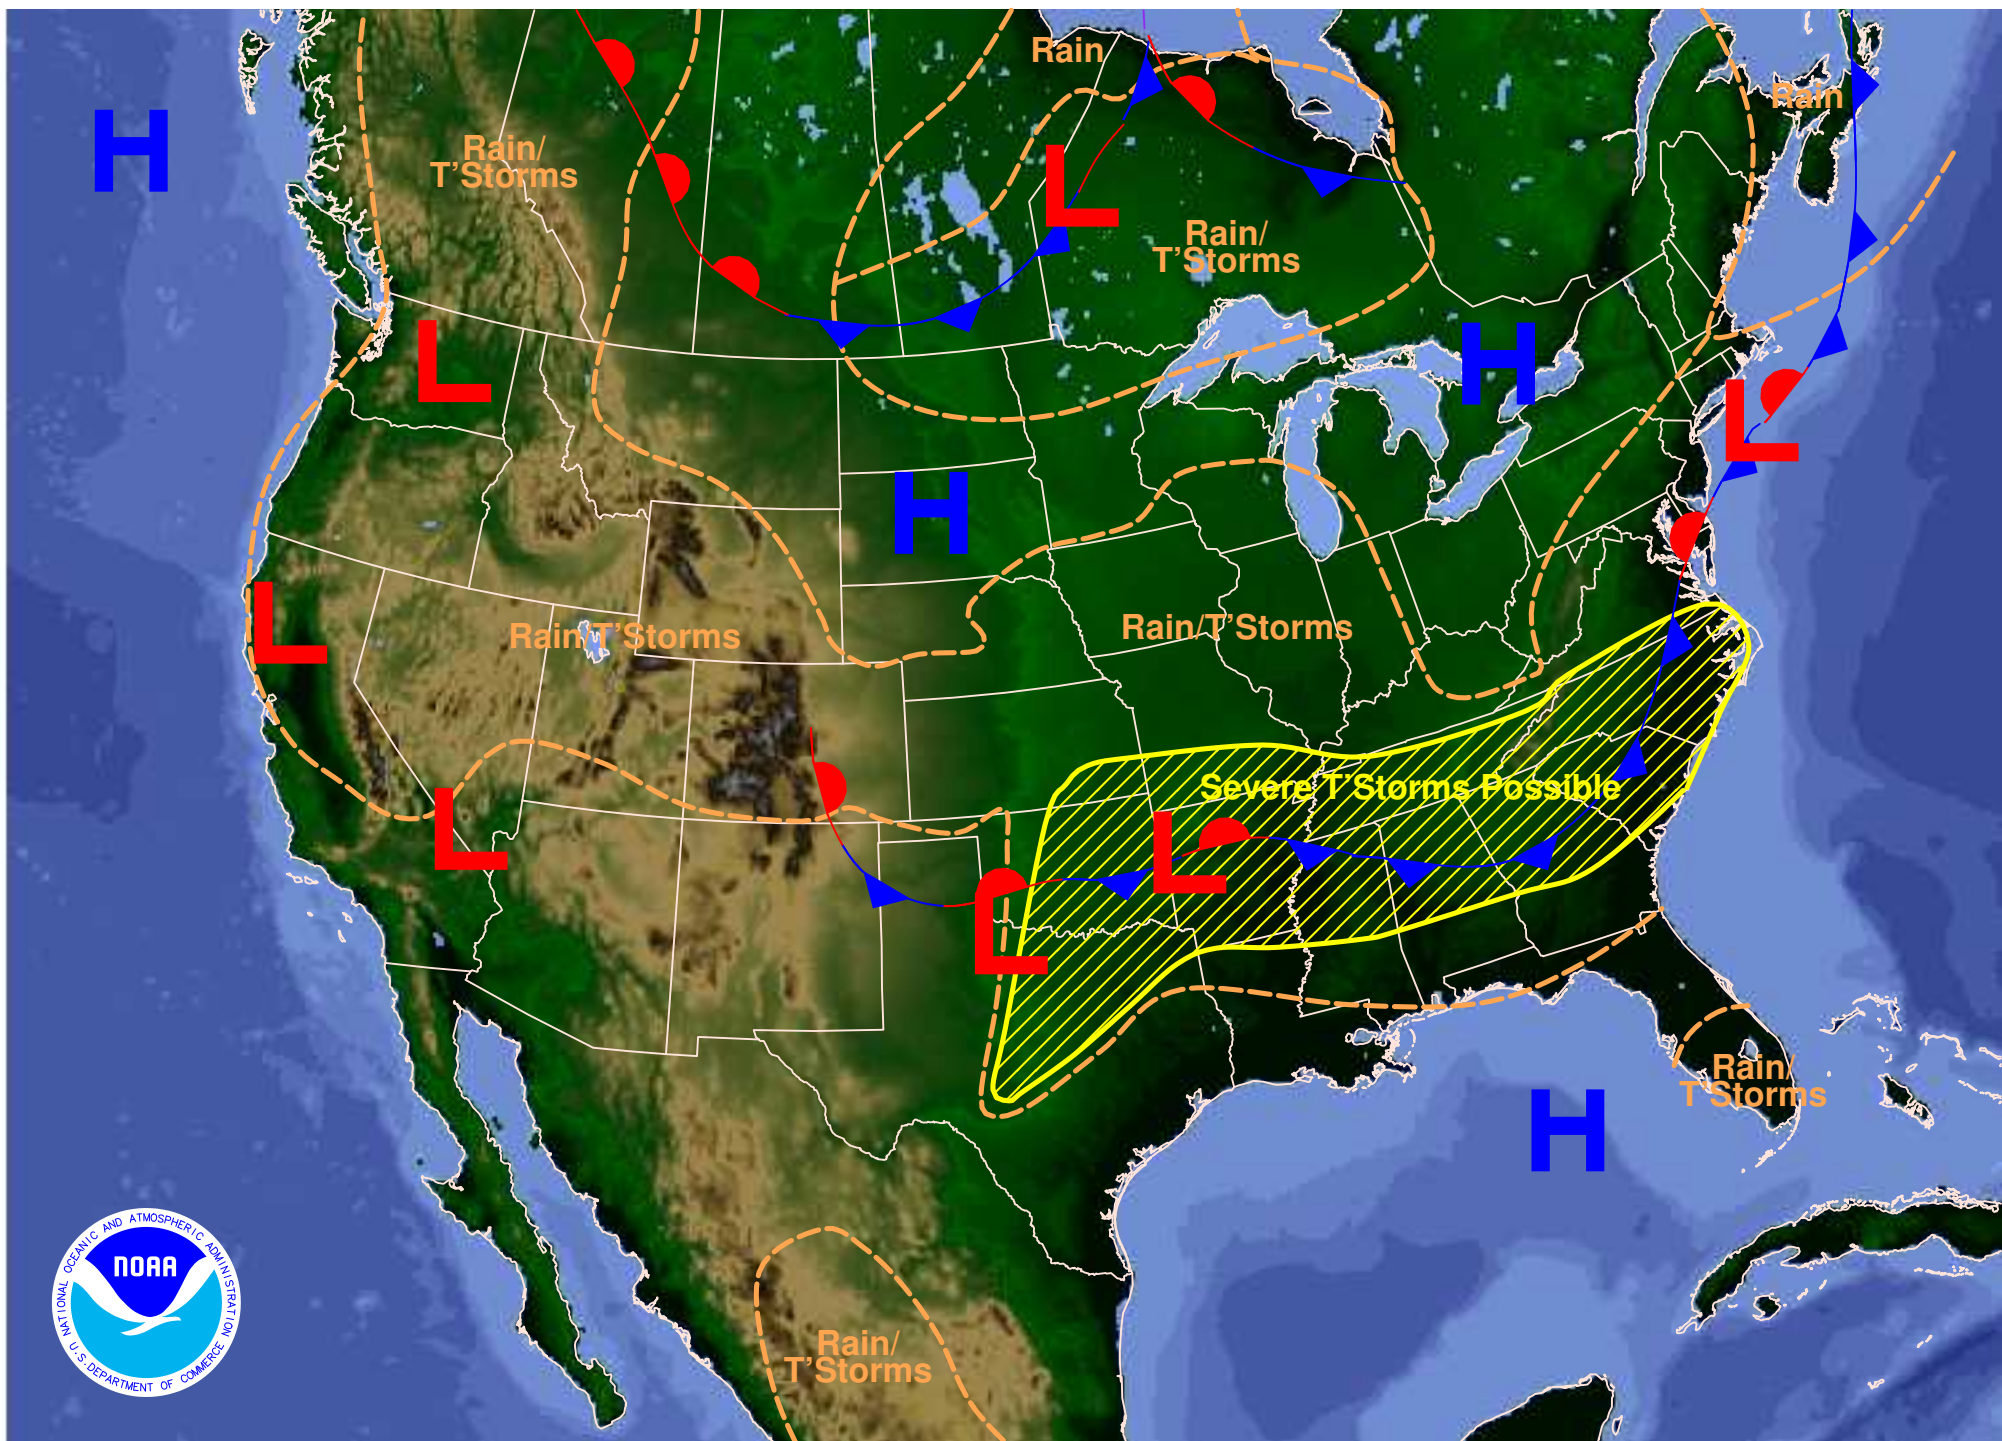 Rain
Rain
H
Rain/
T'Storms
L
Rain/
T'Storms
L
H
H
L
H
L
Rain/T'Storms
Rain/T'Storms
Severe T'Storms Possible
L
L
L
Rain/
T'Storms
H
Rain/
T'Storms
NATIONAL OCEANIC AND ATMOSPHERIC ADMINISTRATION
NOAA
U.S. DEPARTMENT OF COMMERCE